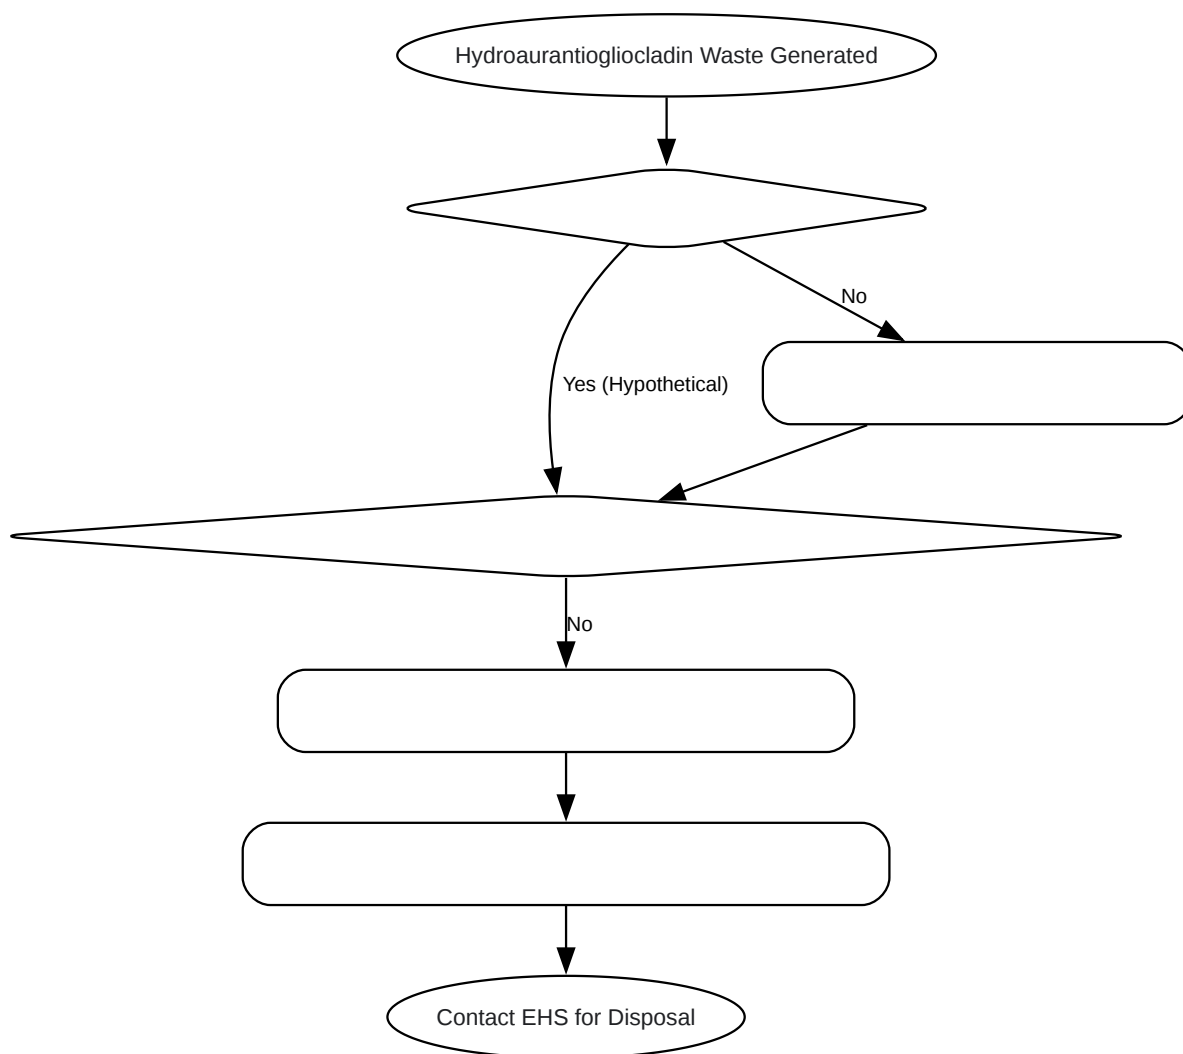 Hydroaurantiogliocladin Waste Generated
No
Yes (Hypothetical)
No
Contact EHS for Disposal